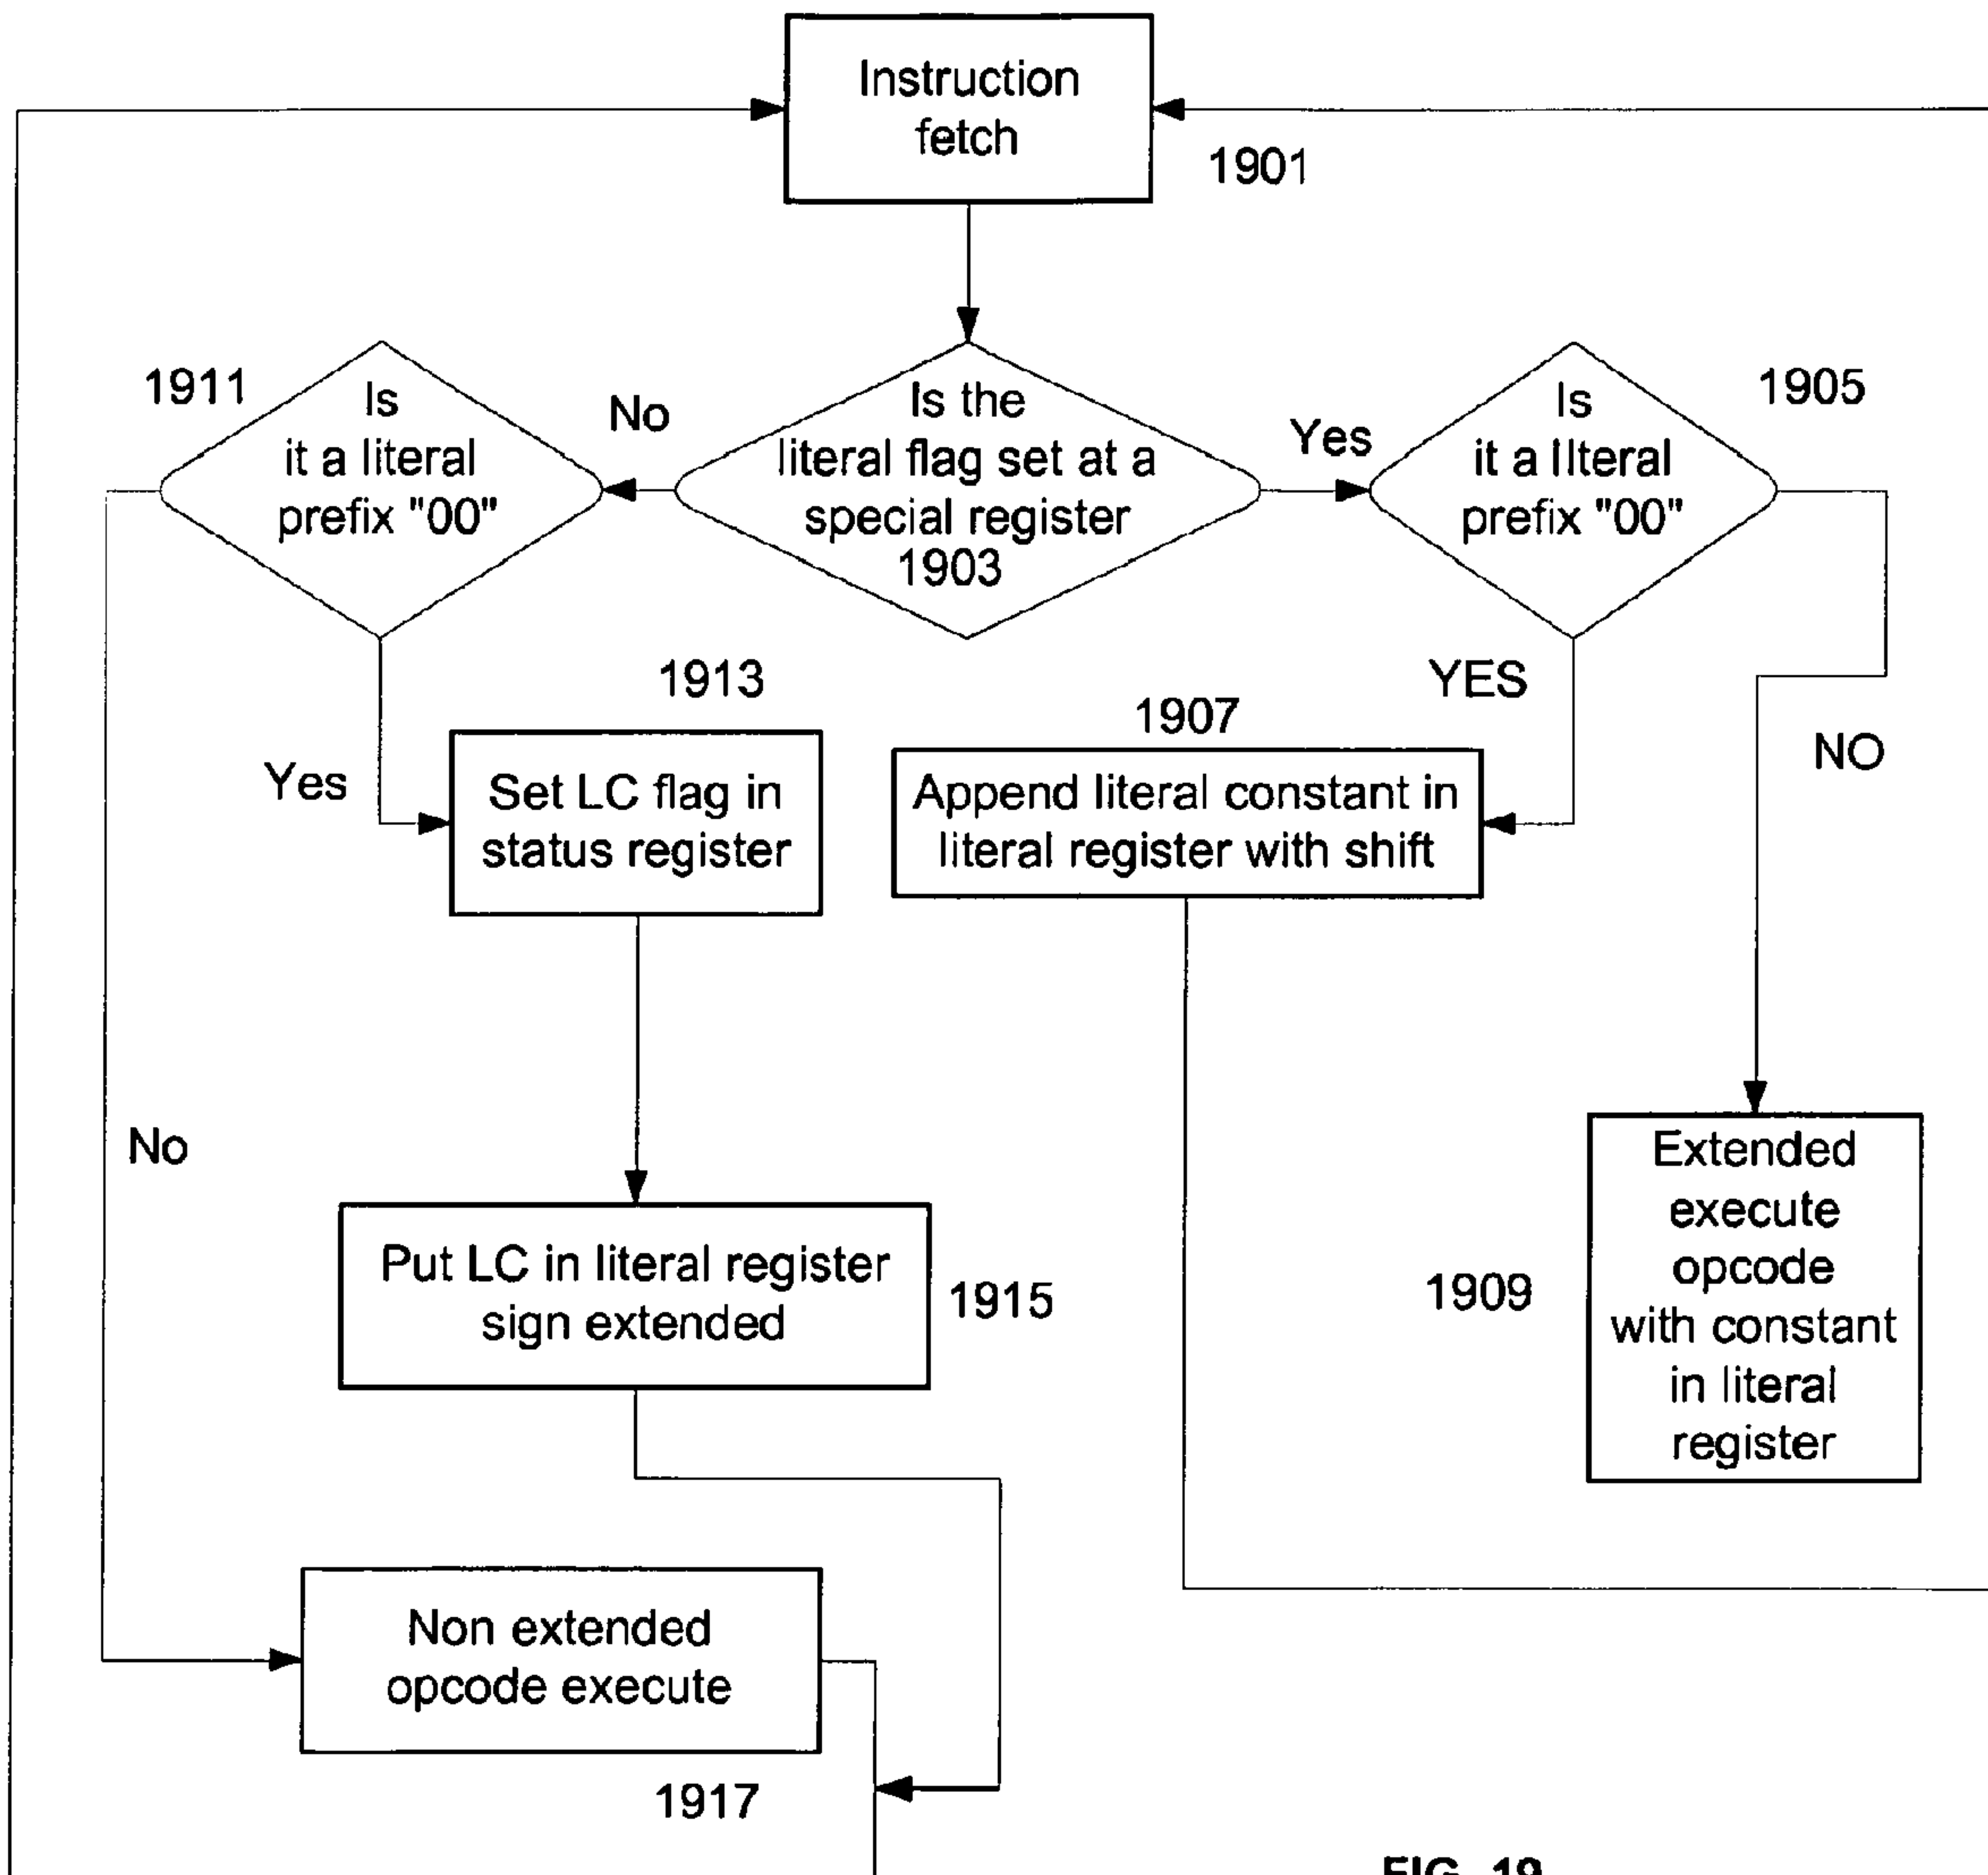 Instruction
fetch
1901
1911
Is
it a literal
prefix "00"
No
Is the
literal flag set at a
special register
1903
Yes
Is
it a lIteral
prefix "00"
1905
1913
YES
1907
NO
Yes
Set LC flag in
status register
Append literal constant in
literal register with shift
No
Put LC in literal register
sign extended
1915
1909
Extended
execute
opcode
with constant
in literal
register
Non extended
opcode execute
1917
FIG. 19